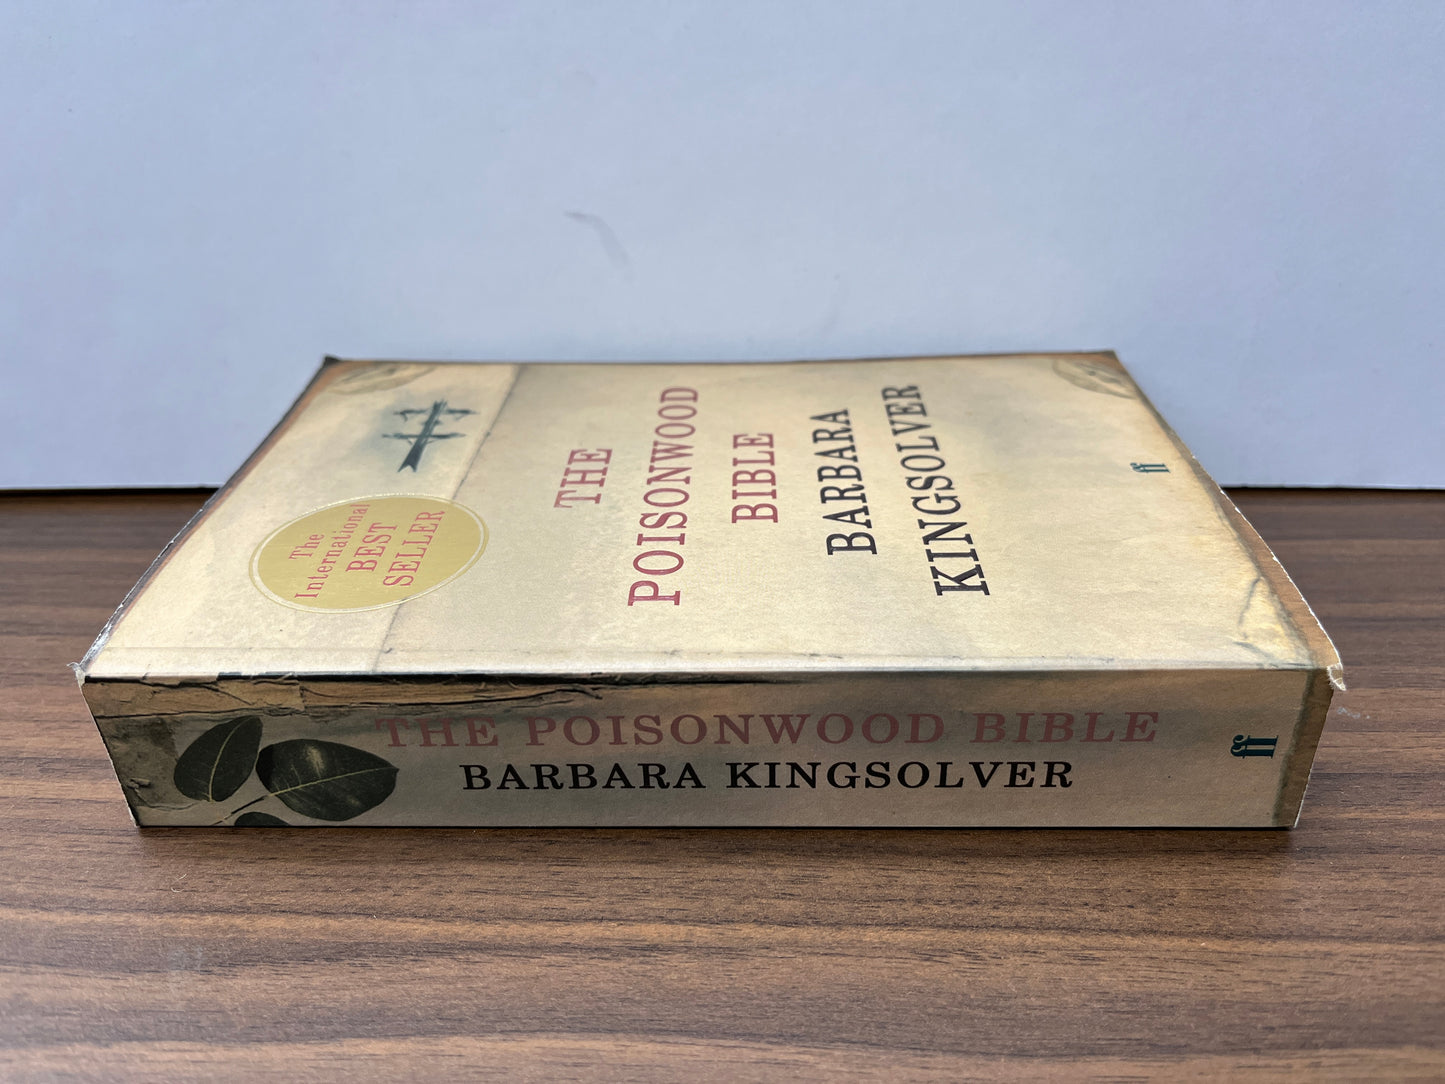 The
International
BEST
SELLER
THE
POISONWOOD
BIBLE
BARBARA
KINGSOLVER
ff
THE POISONWOOD BIBLE
BARBARA KINGSOLVER
ff